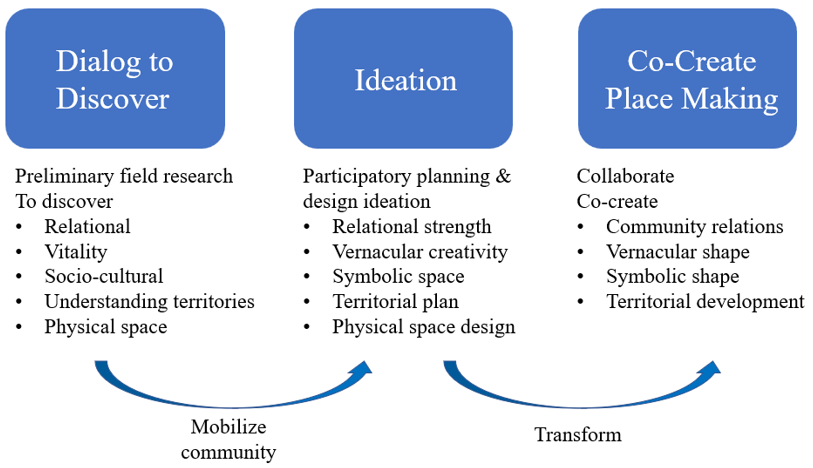 Dialog to
Discover
Ideation
Co-Create
Place Making
Preliminary field research
To discover
• Relational
• Vitality
• Socio-cultural
• Understanding territories
• Physical space
Participatory planning &
design ideation
• Relational strength
• Vernacular creativity
• Symbolic space
• Territorial plan
• Physical space design
Collaborate
Co-create
• Community relations
• Vernacular shape
• Symbolic shape
• Territorial development
Mobilize
community
Transform